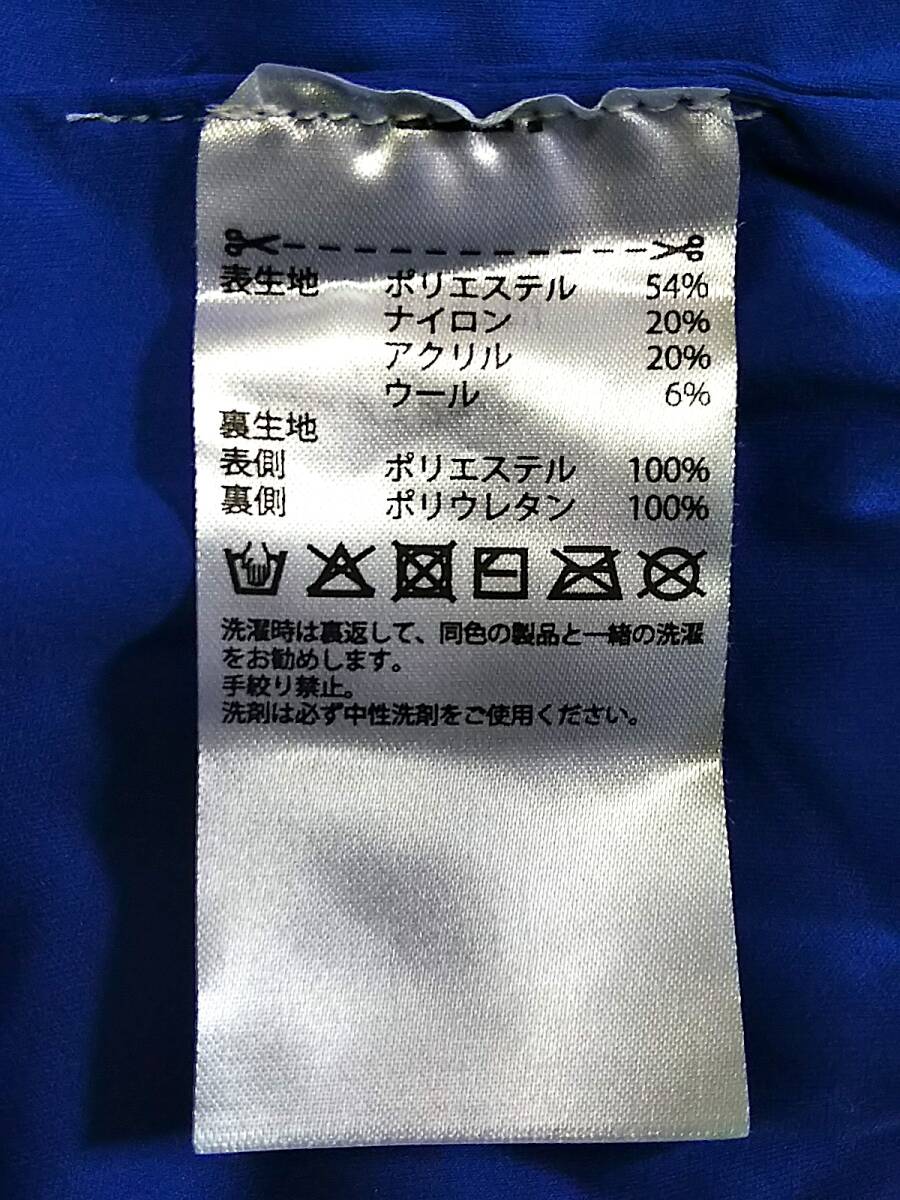 表生地 ポリエステル 54%
ナイロン 20%
アクリル 20%
ウール 6%
裏生地
表側 ポリエステル 100%
裏側 ポリウレタン 100%
洗濯時は裏返して、同色の製品と一緒の洗濯
をお勧めします。
手絞り禁止。
洗剤は必ず中性洗剤をご使用ください。